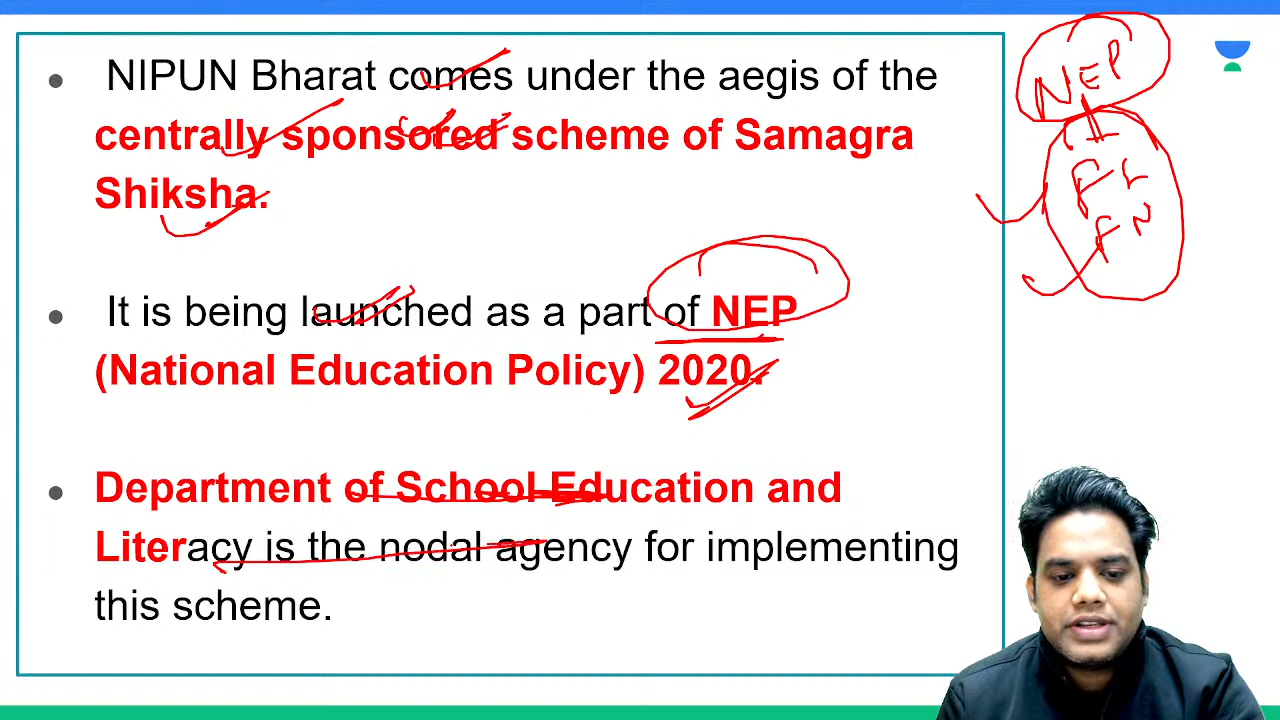 NIPUN Bharat comes under the aegis of the
centrally sponsored scheme of Samagra
Shiksha.
It is being launched as a part of NEP
(National Education Policy) 2020.
Department of School Education and
Literacy is the nodal agency for implementing
this scheme.
NEP
FL
FN